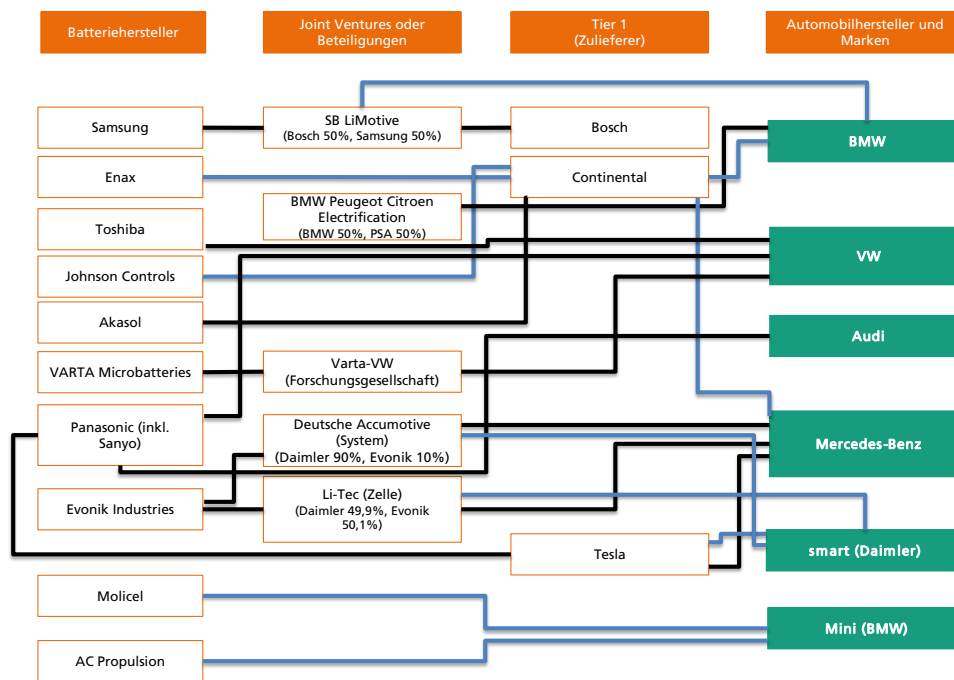 Batteriehersteller
Joint Ventures oder
Beteiligungen
Tier 1
(Zulieferer)
Automobilhersteller und
Marken
Samsung
SB LiMotive
(Bosch 50%, Samsung 50%)
Bosch
BMW
Enax
Continental
BMW Peugeot Citroen
Electrification
(BMW 50%, PSA 50%)
Toshiba
VW
Johnson Controls
Akasol
Audi
VARTA Microbatteries
Varta-VW
(Forschungsgesellschaft)
Panasonic (inkl.
Sanyo)
Deutsche Accumotive
(System)
(Daimler 90%, Evonik 10%)
Mercedes-Benz
Evonik Industries
Li-Tec (Zelle)
(Daimler 49,9%, Evonik
50,1%)
Tesla
smart (Daimler)
Molicel
Mini (BMW)
AC Propulsion